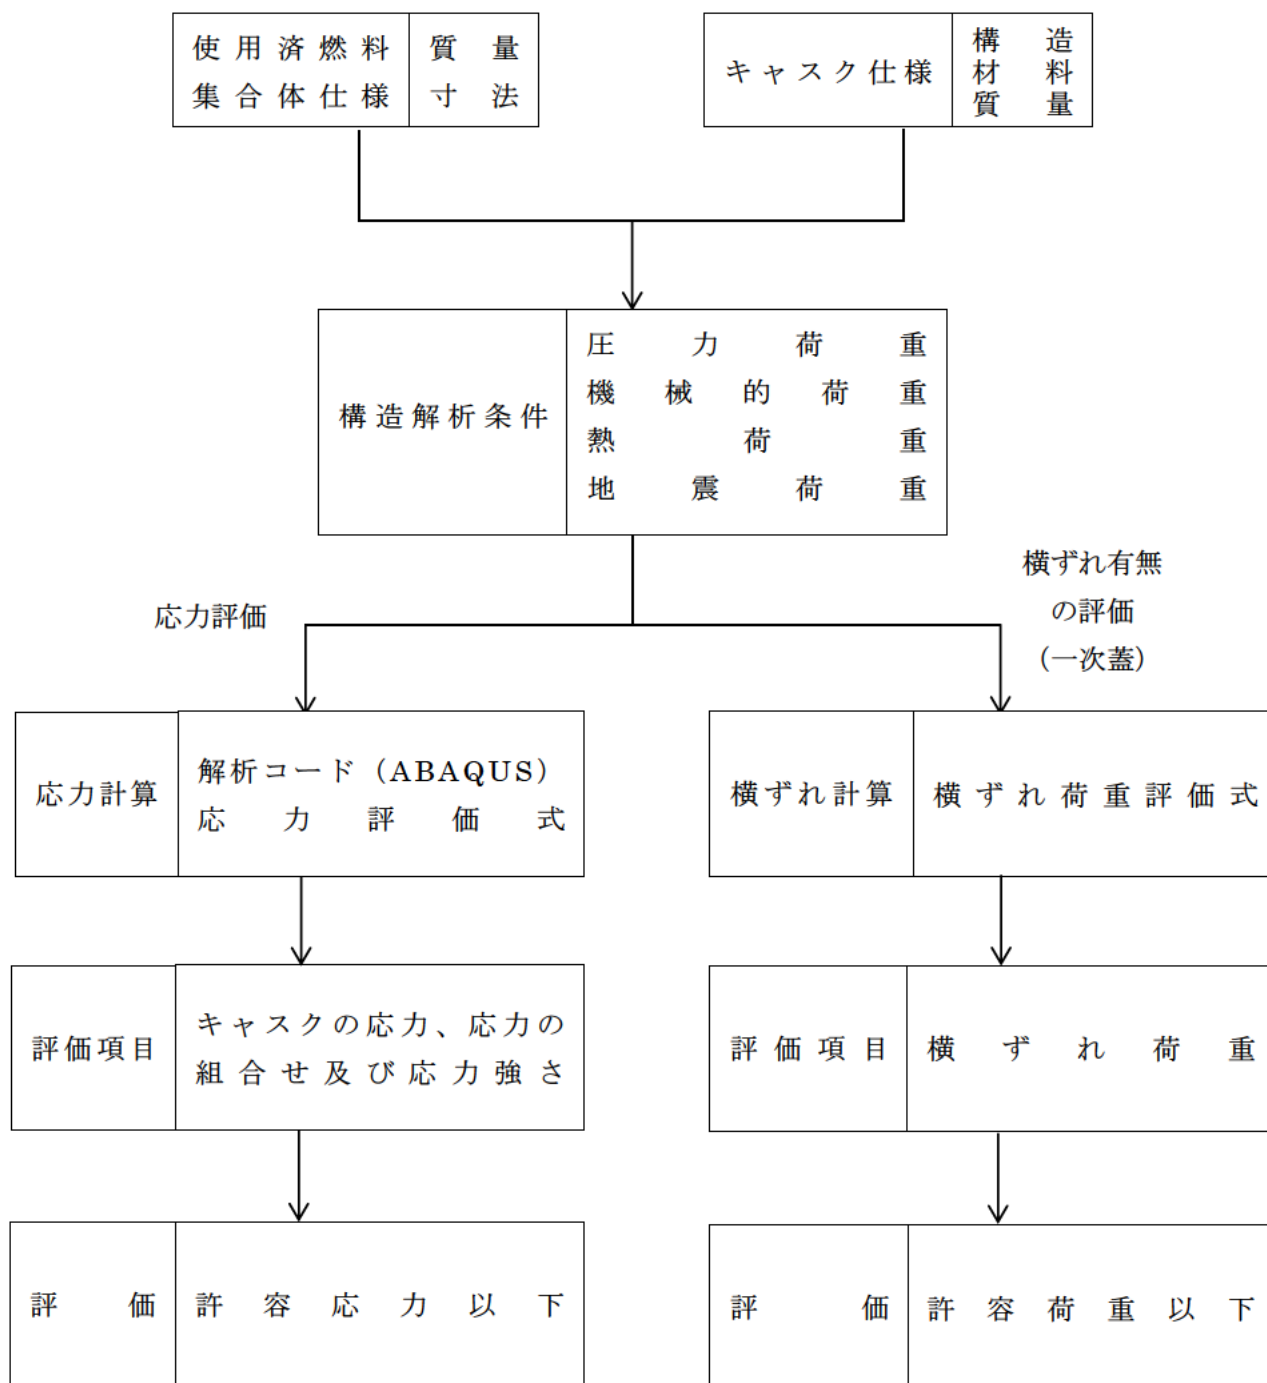 使用済燃料
集合体仕様
質量
寸法
キャスク仕様
構造
材料
質量
構造解析条件
圧力荷重
機械的荷重
熱荷重
地震荷重
応力評価
横ずれ有無
の評価
（一次蓋）
応力計算
解析コード（ABAQUS）
応力評価式
横ずれ計算
横ずれ荷重評価式
評価項目
キャスクの応力、応力の
組合せ及び応力強さ
評価項目
横ずれ荷重
評価
許容応力以下
評価
許容荷重以下